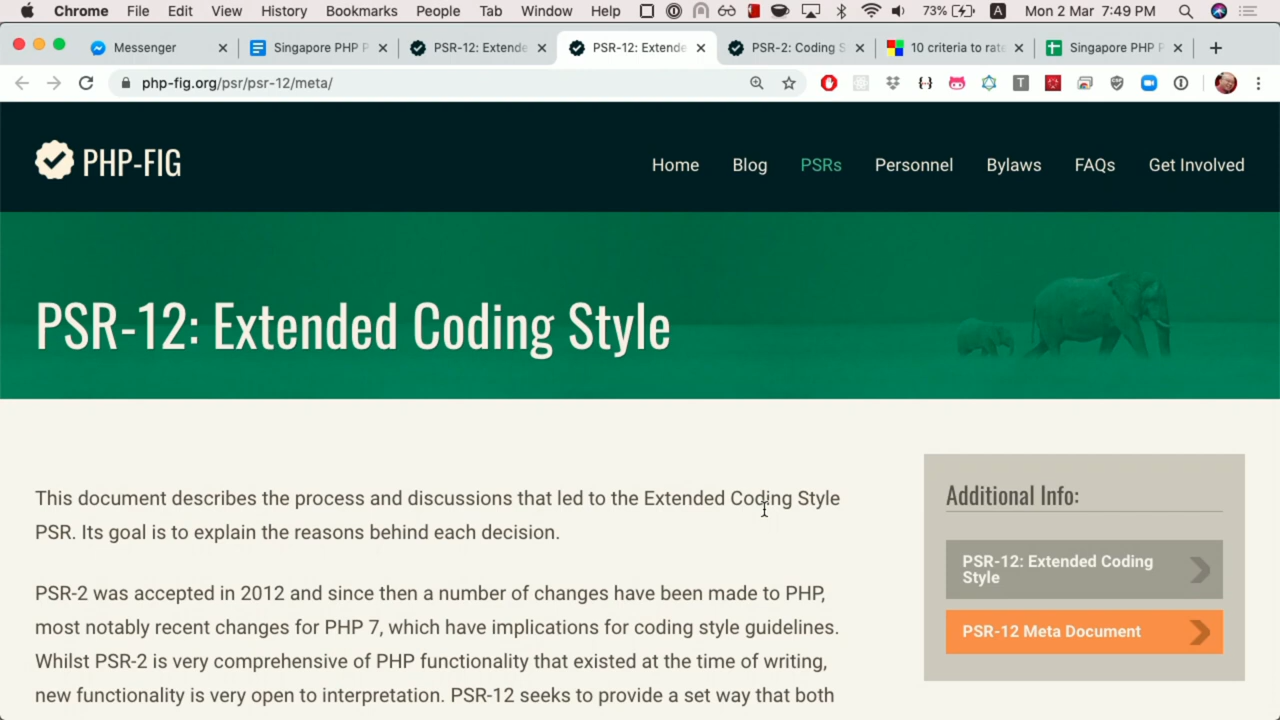 Chrome File Edit View History Bookmarks People Tab Window Help 73% A Mon 2 Mar 7:49 PM
Messenger Singapore PHP PSR-12: Extende PSR-12: Extende PSR-2: Coding S 10 criteria to rate Singapore PHP
php-fig.org/psr/psr-12/meta/
PHP-FIG
Home Blog PSRs Personnel Bylaws FAQs Get Involved
PSR-12: Extended Coding Style
This document describes the process and discussions that led to the Extended Coding Style
PSR. Its goal is to explain the reasons behind each decision.
PSR-2 was accepted in 2012 and since then a number of changes have been made to PHP,
most notably recent changes for PHP 7, which have implications for coding style guidelines.
Whilst PSR-2 is very comprehensive of PHP functionality that existed at the time of writing,
new functionality is very open to interpretation. PSR-12 seeks to provide a set way that both
Additional Info:
PSR-12: Extended Coding
Style
PSR-12 Meta Document